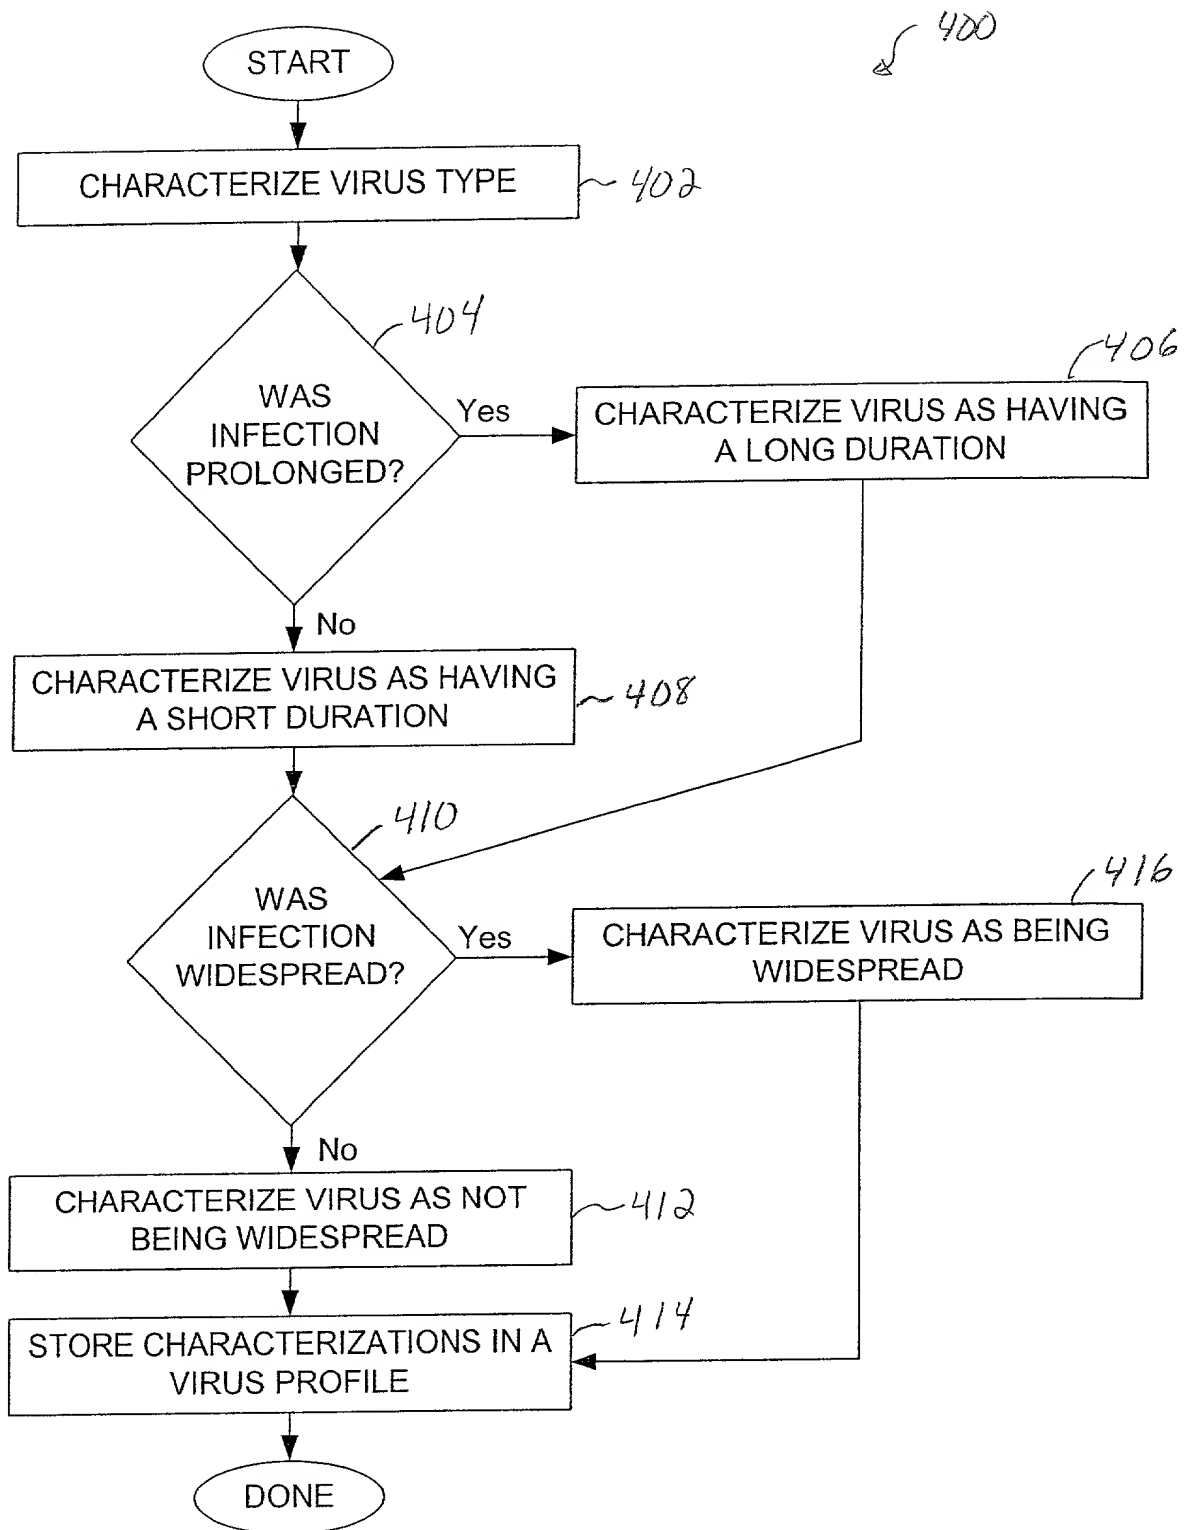 400
START
CHARACTERIZE VIRUS TYPE
402
404
WAS
INFECTION
PROLONGED?
Yes
406
CHARACTERIZE VIRUS AS HAVING
A LONG DURATION
No
CHARACTERIZE VIRUS AS HAVING
A SHORT DURATION
408
410
WAS
INFECTION
WIDESPREAD?
Yes
416
CHARACTERIZE VIRUS AS BEING
WIDESPREAD
No
CHARACTERIZE VIRUS AS NOT
BEING WIDESPREAD
412
STORE CHARACTERIZATIONS IN A
VIRUS PROFILE
414
DONE